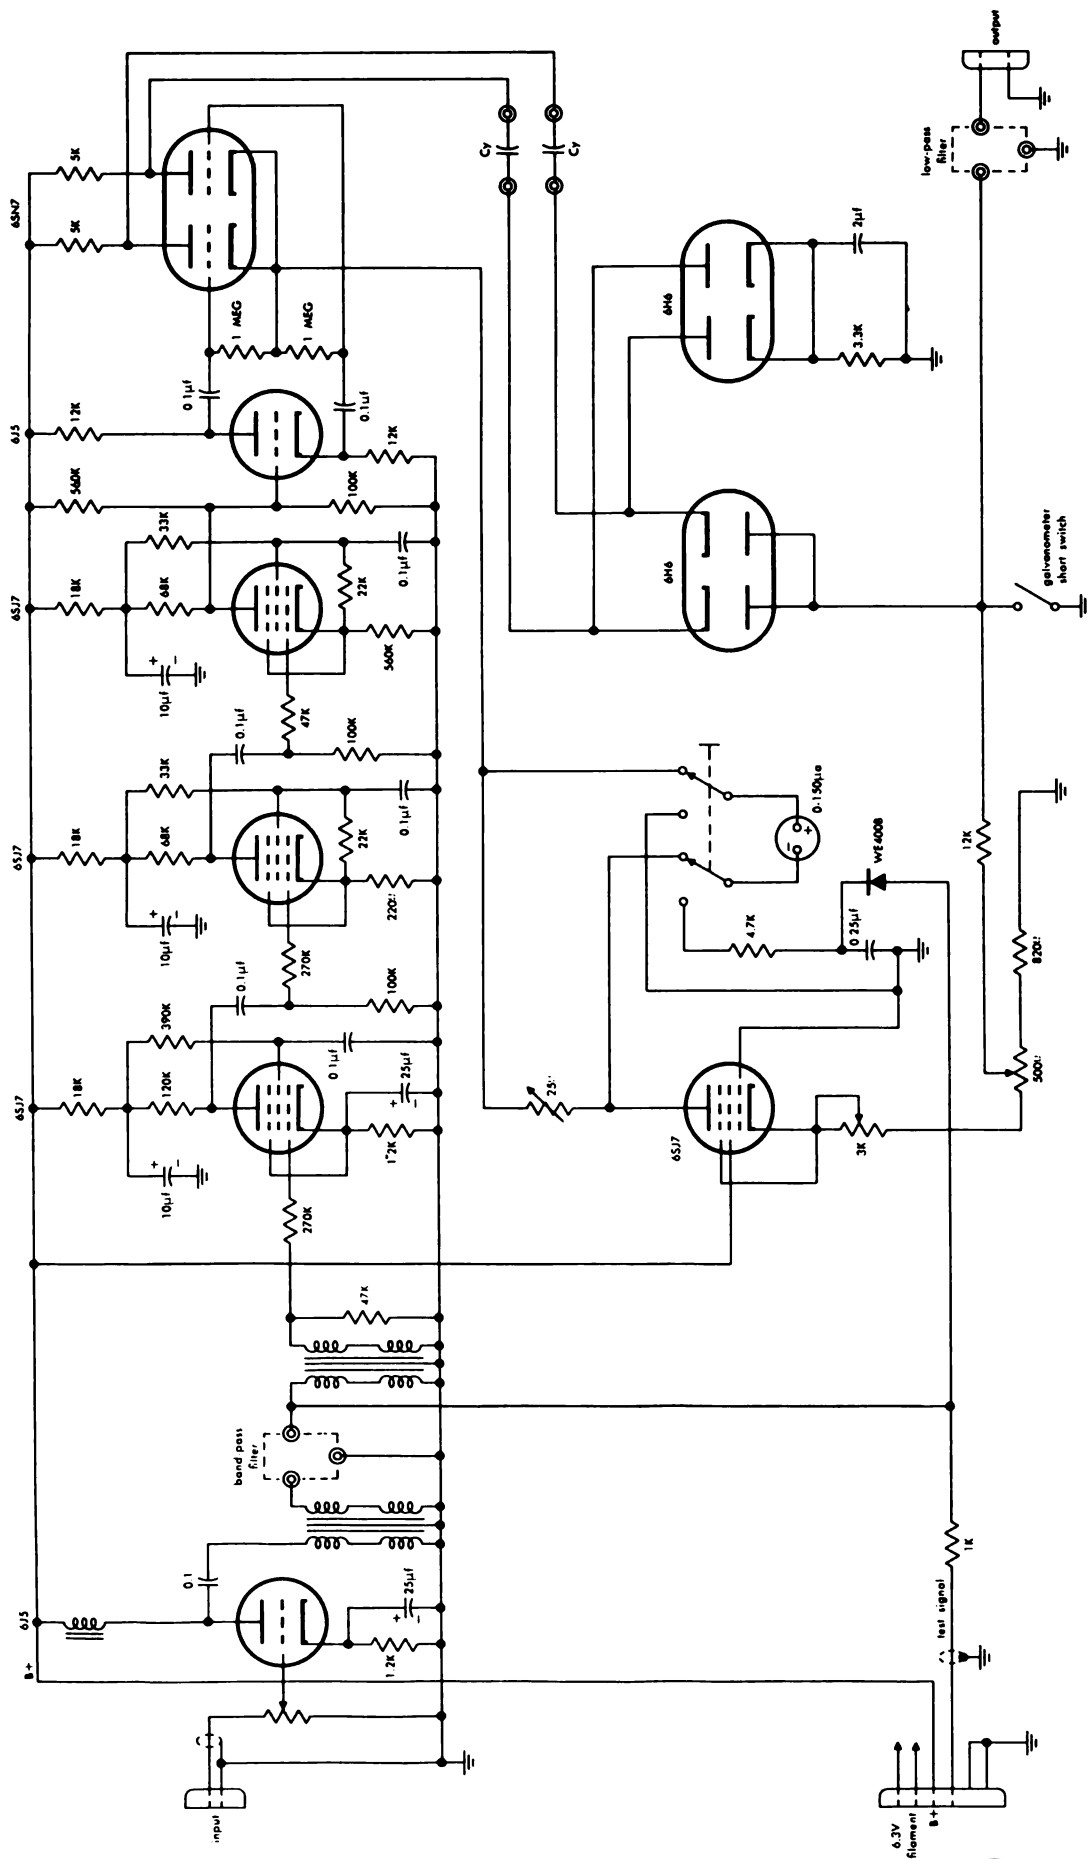 output
low-pass
filter
6SN7
5K
5K
Cy
Cy
1 MEG
1 MEG
2µf
6H6
3.3K
6J5
12K
0.1µf
0.1µf
12K
560K
100K
33K
6SJ7
18K
68K
22K
0.1µf
560K
10µf
+
−
47K
6H6
galvanometer
short switch
0.1µf
100K
33K
6SJ7
18K
68K
22K
0.1µf
220Ω
10µf
+
−
270K
0-150µa
+
−
WE400B
12K
0.1µf
100K
4.7K
0.25µf
820Ω
390K
6SJ7
18K
120K
0.1µf
25µf
+
−
1.2K
10µf
+
−
270K
25Ω
6SJ7
3K
500Ω
47K
band pass
filter
0.1
6J5
25µf
+
−
1.2K
B+
1K
test signal
input
6.3V
filament
B+